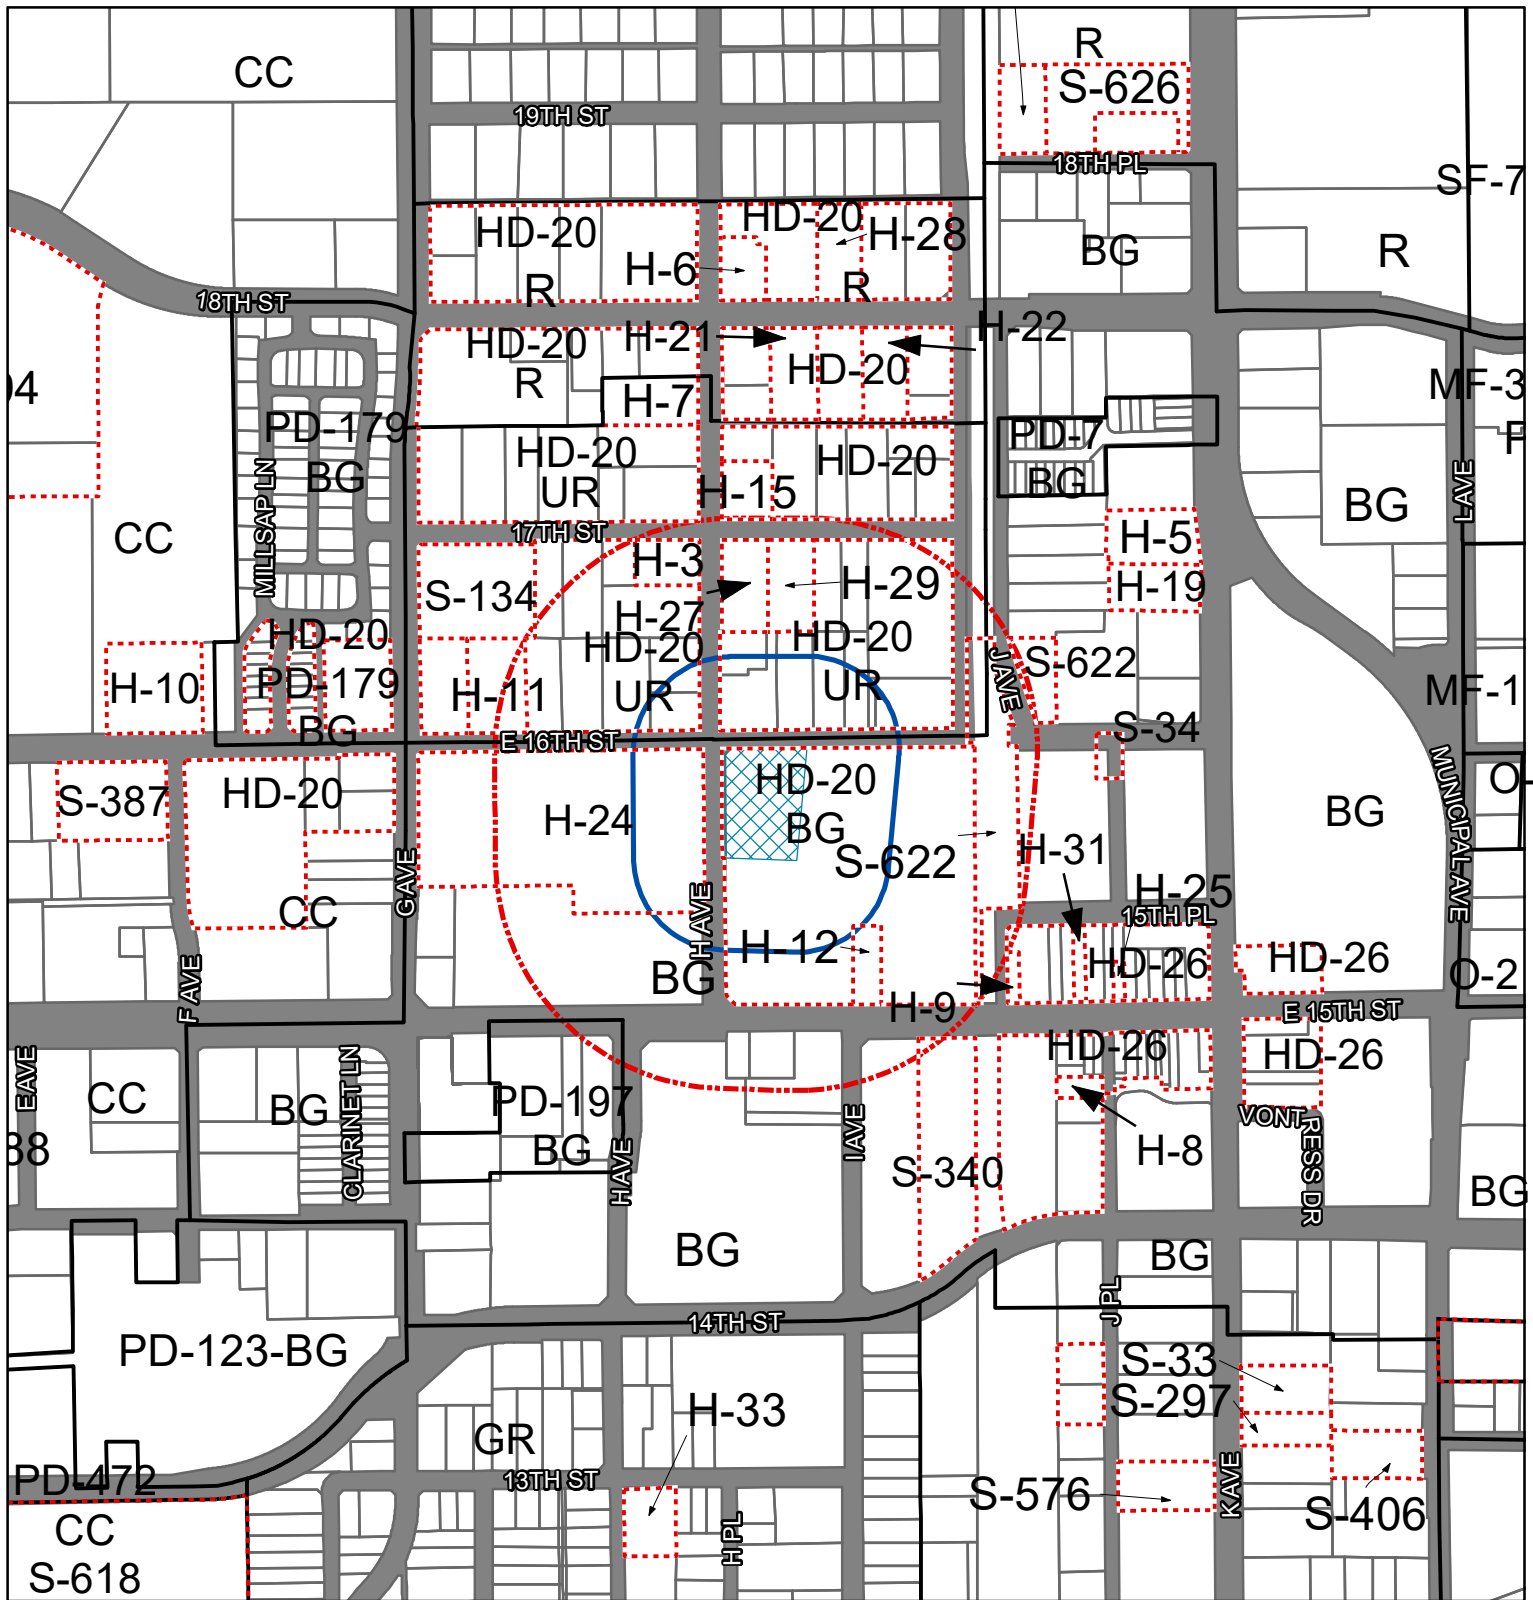 R
CC
S-626
19TH ST
18TH PL
SF-7
HD-20
HD-20
H-28
BG
R
H-6
R
R
18TH ST
H-21
H-22
HD-20
HD-20
R
04
H-7
MF-3
PD-179
PD-7
HD-20
HD-20
BG
UR
H-15
BG
BG
MILLSAP LN
L AVE
17TH ST
CC
H-5
H-3
H-29
H-19
S-134
H-27
HD-20
HD-20
HD-20
J AVE
S-622
H-10
PD-179
H-11
UR
UR
MF-1
BG
E 16TH ST
S-34
HD-20
S-387
HD-20
O-
H-24
BG
BG
MUNICIPAL AVE
S-622
H-31
G AVE
H-25
CC
15TH PL
H AVE
H-12
HD-26
HD-26
BG
O-2
F AVE
H-9
E 15TH ST
HD-26
HD-26
E AVE
CC
BG
CLARINET LN
PD-197
VONT
RESS DR
I AVE
88
BG
H-8
H AVE
S-340
BG
BG
BG
J PL
14TH ST
PD-123-BG
S-33
S-297
H-33
GR
PD-472
13TH ST
K AVE
S-576
S-406
CC
H PL
S-618